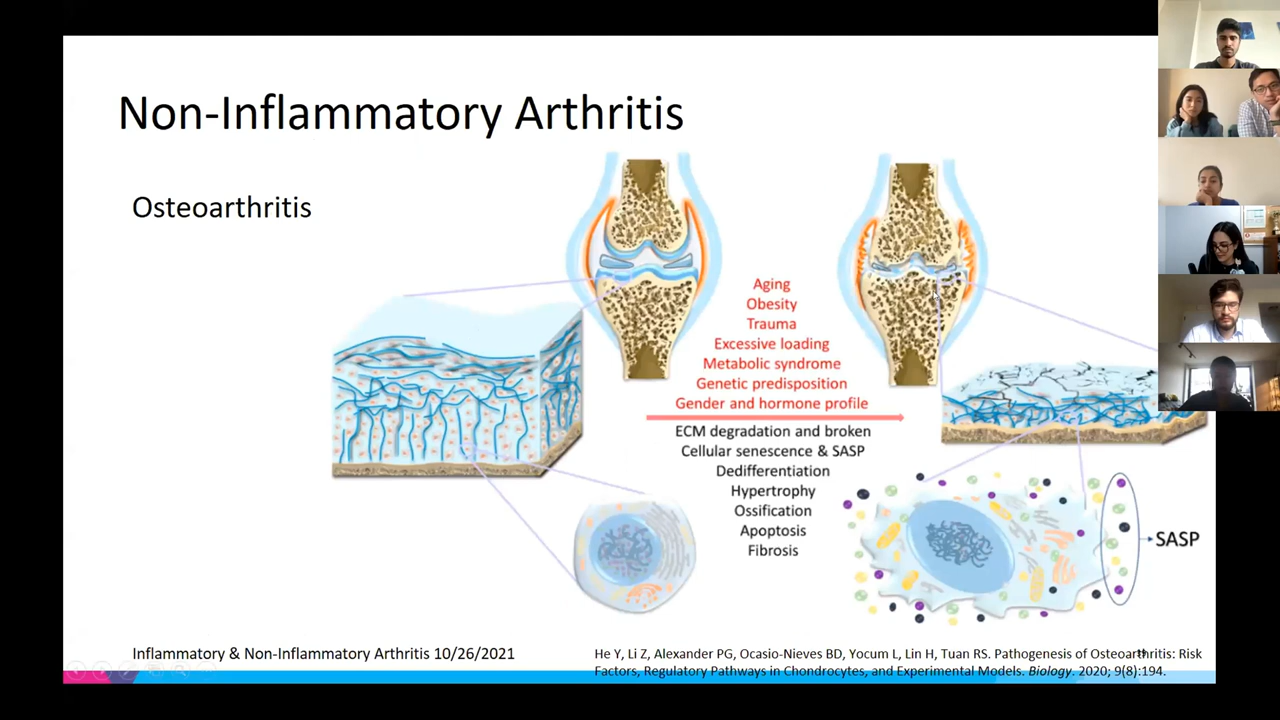 Non-Inflammatory Arthritis
Osteoarthritis
Aging
Obesity
Trauma
Excessive loading
Metabolic syndrome
Genetic predisposition
Gender and hormone profile
ECM degradation and broken
Cellular senescence & SASP
Dedifferentiation
Hypertrophy
Ossification
Apoptosis
Fibrosis
SASP
Inflammatory & Non-Inflammatory Arthritis 10/26/2021
He Y, Li Z, Alexander PG, Ocasio-Nieves BD, Yocum L, Lin H, Tuan RS. Pathogenesis of Osteoarthritis: Risk
Factors, Regulatory Pathways in Chondrocytes, and Experimental Models. Biology. 2020; 9(8):194.